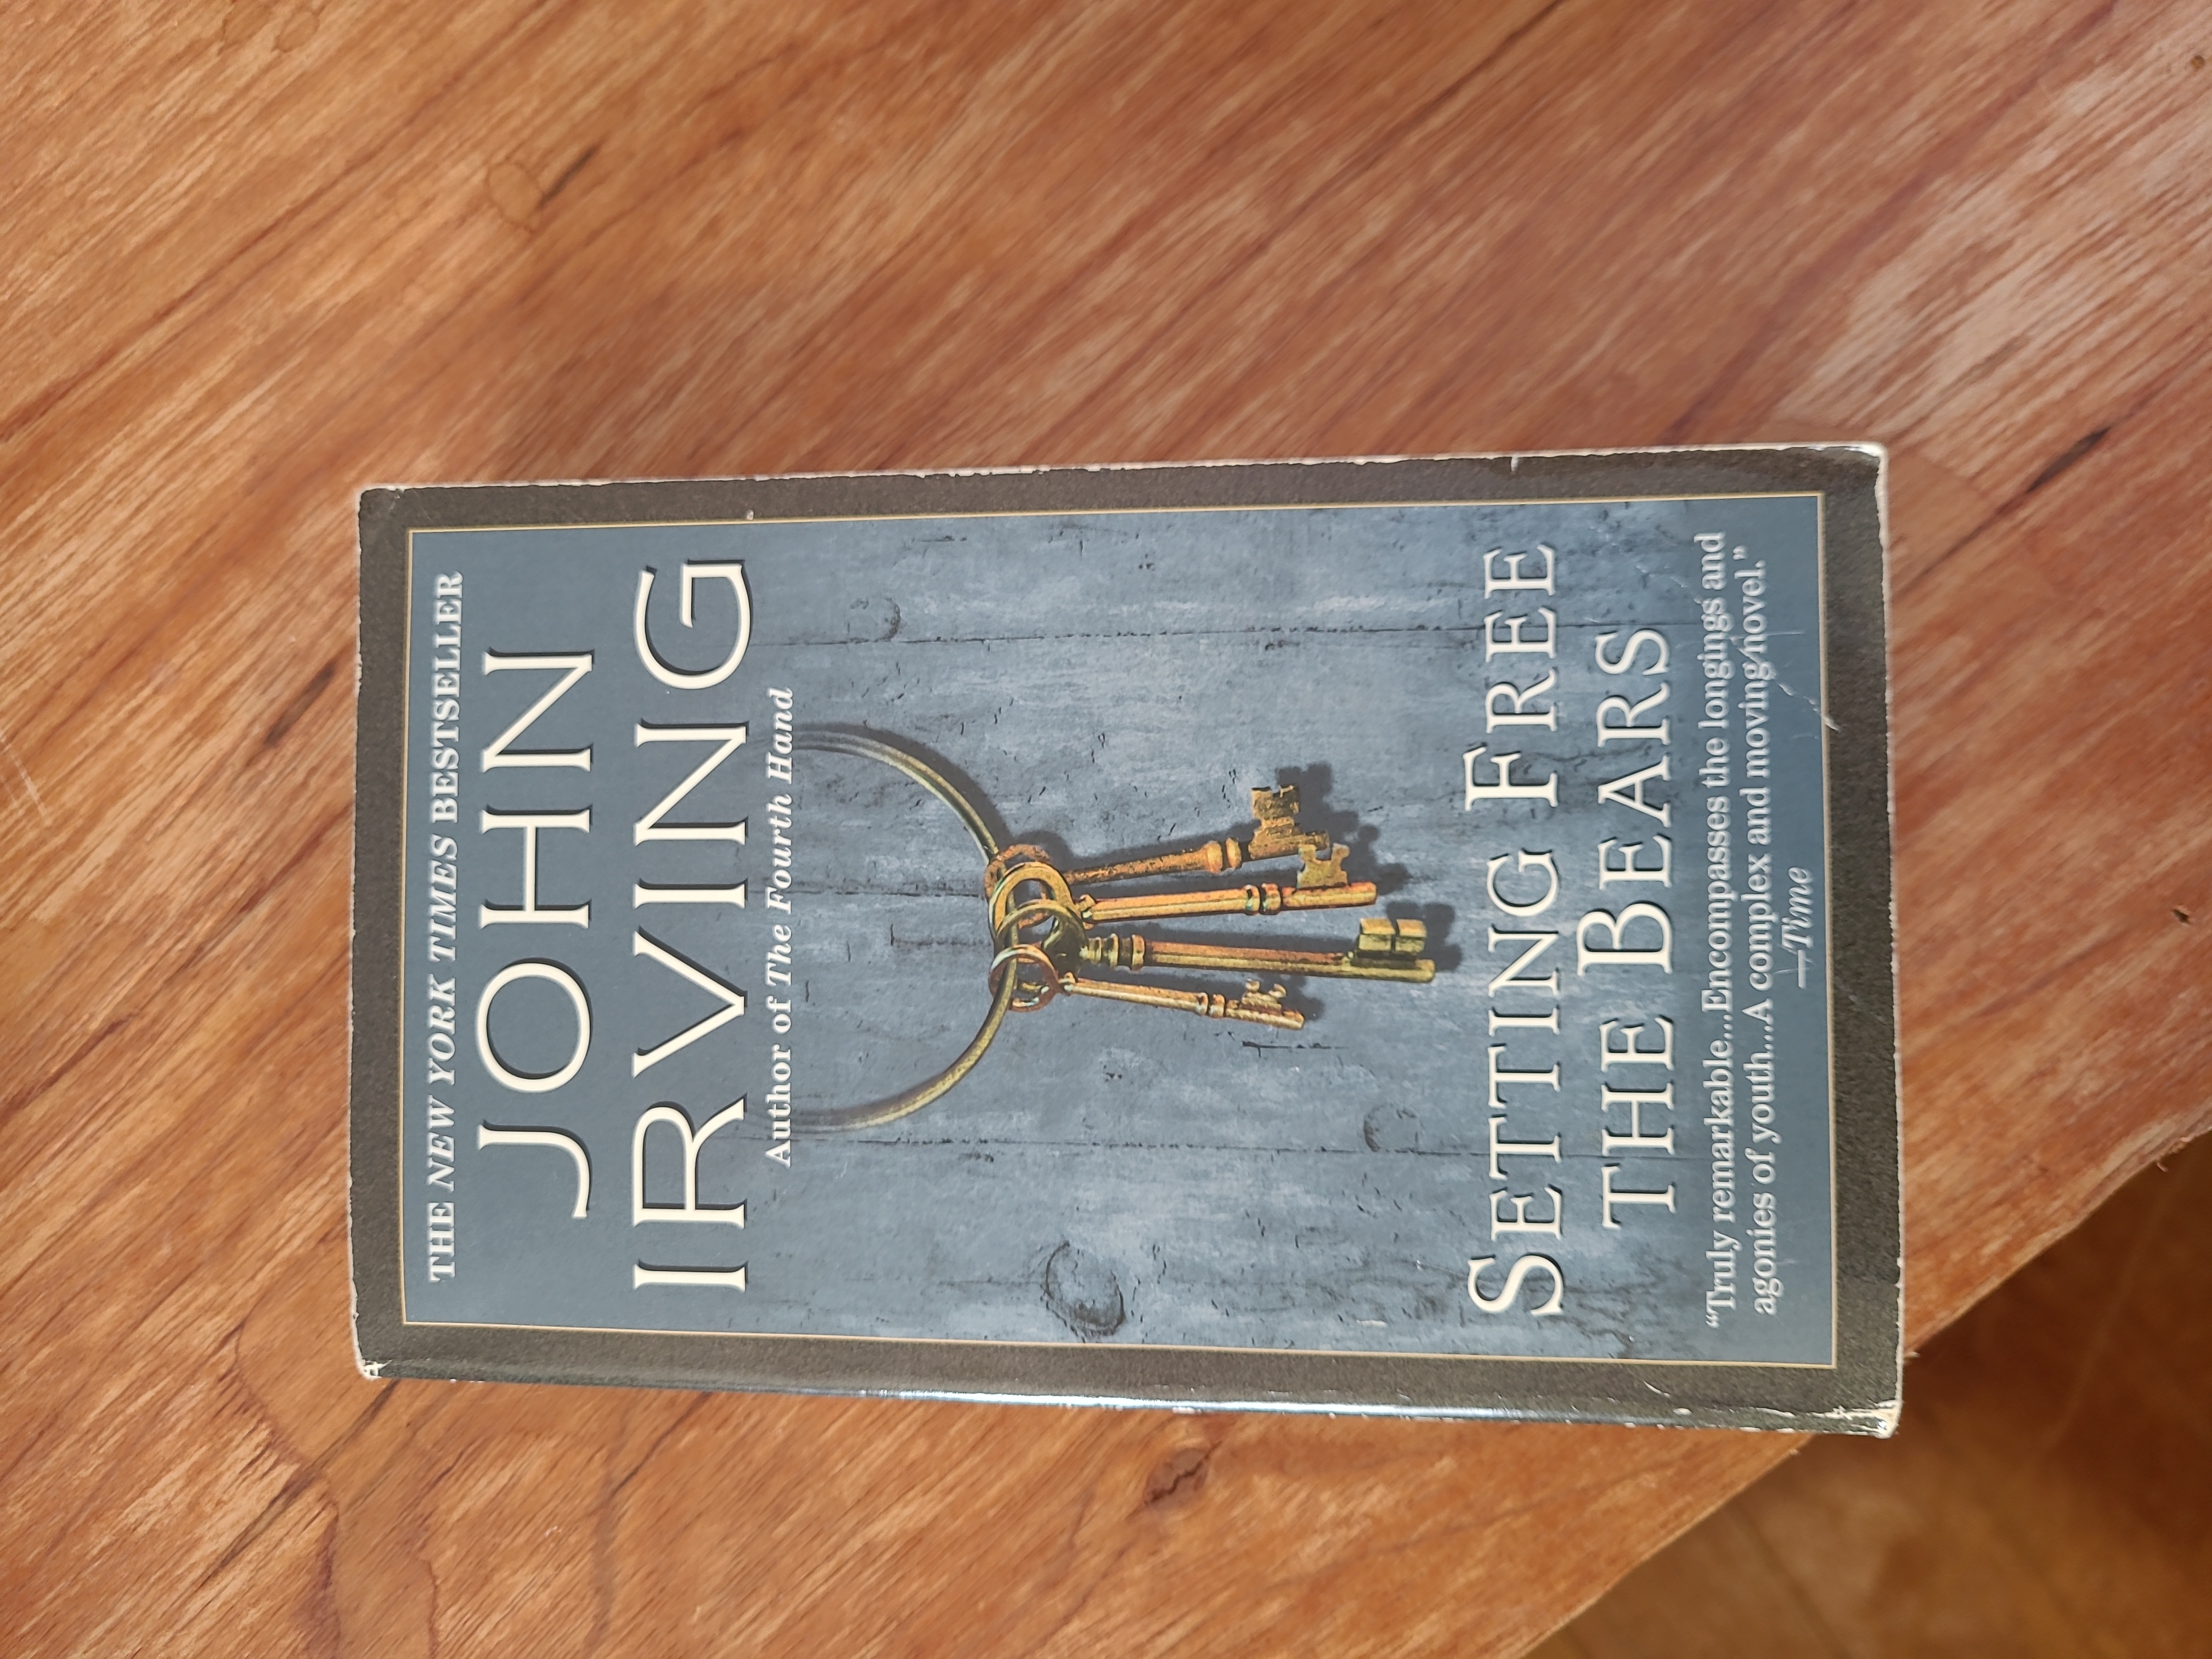 THE NEW YORK TIMES BESTSELLER
JOHN
IRVING
Author of The Fourth Hand
SETTING FREE
THE BEARS
“Truly remarkable...Encompasses the longings and
agonies of youth...A complex and moving novel.”
—Time